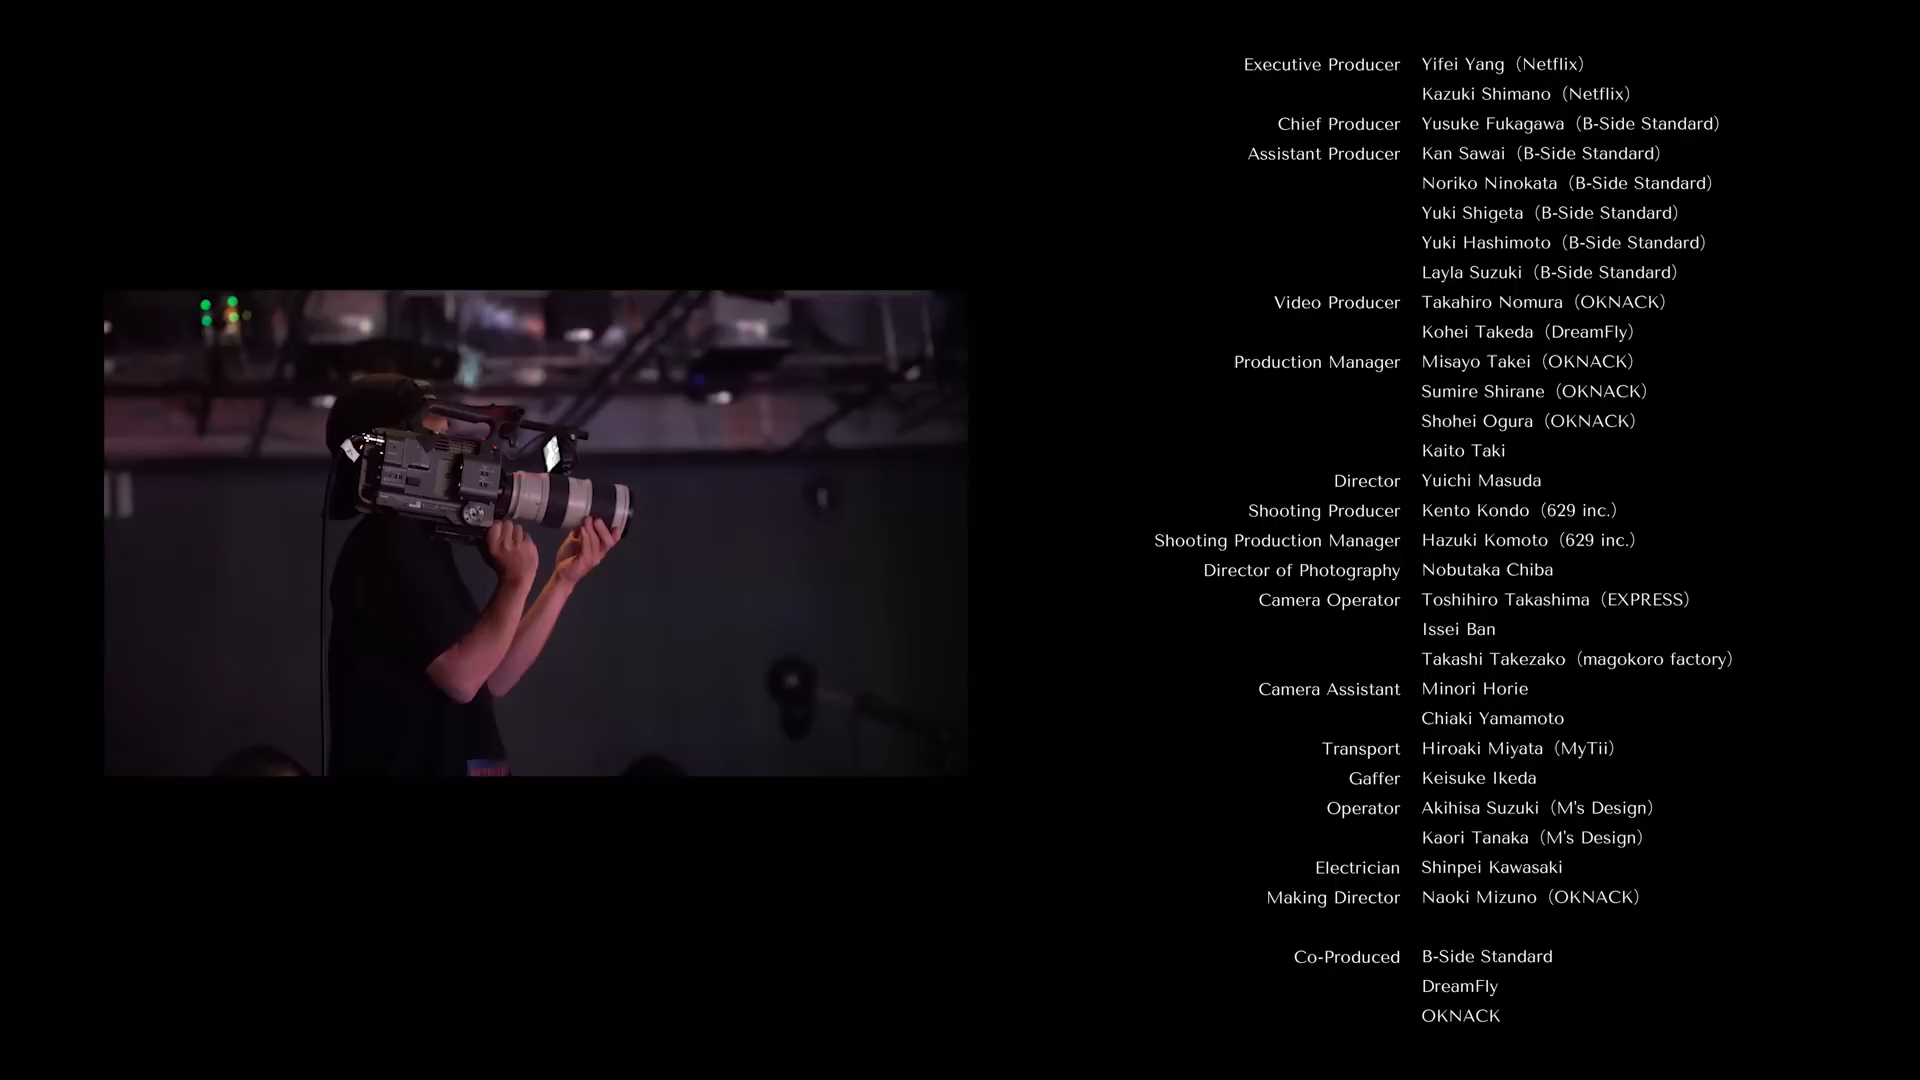 Executive Producer Yifei Yang (Netflix)
Kazuki Shimano (Netflix)
Chief Producer Yusuke Fukagawa (B-Side Standard)
Assistant Producer Kan Sawai (B-Side Standard)
Noriko Ninokata (B-Side Standard)
Yuki Shigeta (B-Side Standard)
Yuki Hashimoto (B-Side Standard)
Layla Suzuki (B-Side Standard)
Video Producer Takahiro Nomura (OKNACK)
Kohei Takeda (DreamFly)
Production Manager Misayo Takei (OKNACK)
Sumire Shirane (OKNACK)
Shohei Ogura (OKNACK)
Kaito Taki
Director Yuichi Masuda
Shooting Producer Kento Kondo (629 inc.)
Shooting Production Manager Hazuki Komoto (629 inc.)
Director of Photography Nobutaka Chiba
Camera Operator Toshihiro Takashima (EXPRESS)
Issei Ban
Takashi Takezako (magokoro factory)
Camera Assistant Minori Horie
Chiaki Yamamoto
Transport Hiroaki Miyata (MyTii)
Gaffer Keisuke Ikeda
Operator Akihisa Suzuki (M's Design)
Kaori Tanaka (M's Design)
Electrician Shinpei Kawasaki
Making Director Naoki Mizuno (OKNACK)
Co-Produced B-Side Standard
DreamFly
OKNACK